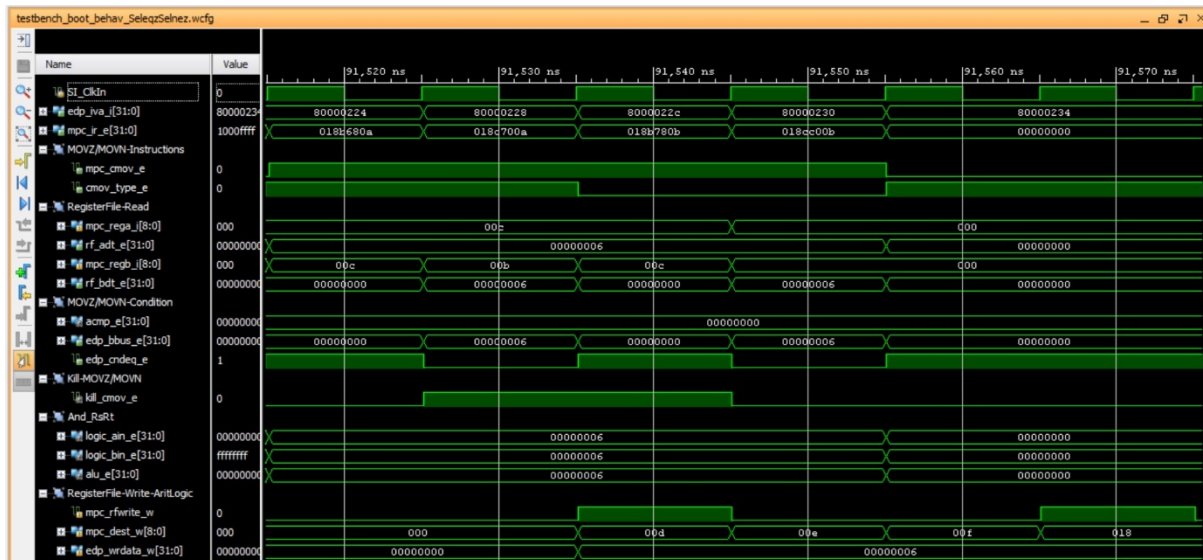 testbench_boot_behav_SeleqzSelnez.wcfg
Name Value
91,520 ns 91,530 ns 91,540 ns 91,550 ns 91,560 ns 91,570 ns
SI_ClkIn 0
edp_iva_i[31:0] 80000234 80000224 80000228 8000022c 80000230 80000234
mpc_ir_e[31:0] 1000ffff 018b680a 018c700a 018b780b 018cc00b 00000000
MOVZ/MOVN-Instructions
mpc_cmov_e 0
cmov_type_e 0
RegisterFile-Read
mpc_rega_i[8:0] 000 00c 000
rf_adt_e[31:0] 00000000 00000006 00000000
mpc_regb_i[8:0] 000 00c 00b 00c 000
rf_bdt_e[31:0] 00000000 00000000 00000006 00000000 00000006 00000000
MOVZ/MOVN-Condition
acmp_e[31:0] 00000000 00000000
edp_bbus_e[31:0] 00000000 00000000 00000006 00000000 00000006 00000000
edp_cndeq_e 1
Kill-MOVZ/MOVN
kill_cmov_e 0
And_RsRt
logic_ain_e[31:0] 00000000 00000006 00000000
logic_bin_e[31:0] ffffffff 00000006 00000000
alu_e[31:0] 00000000 00000006 00000000
RegisterFile-Write-AritLogic
mpc_rfwrite_w 0
mpc_dest_w[8:0] 000 000 00d 00e 00f 018
edp_wrdata_w[31:0] 00000000 00000000 00000006